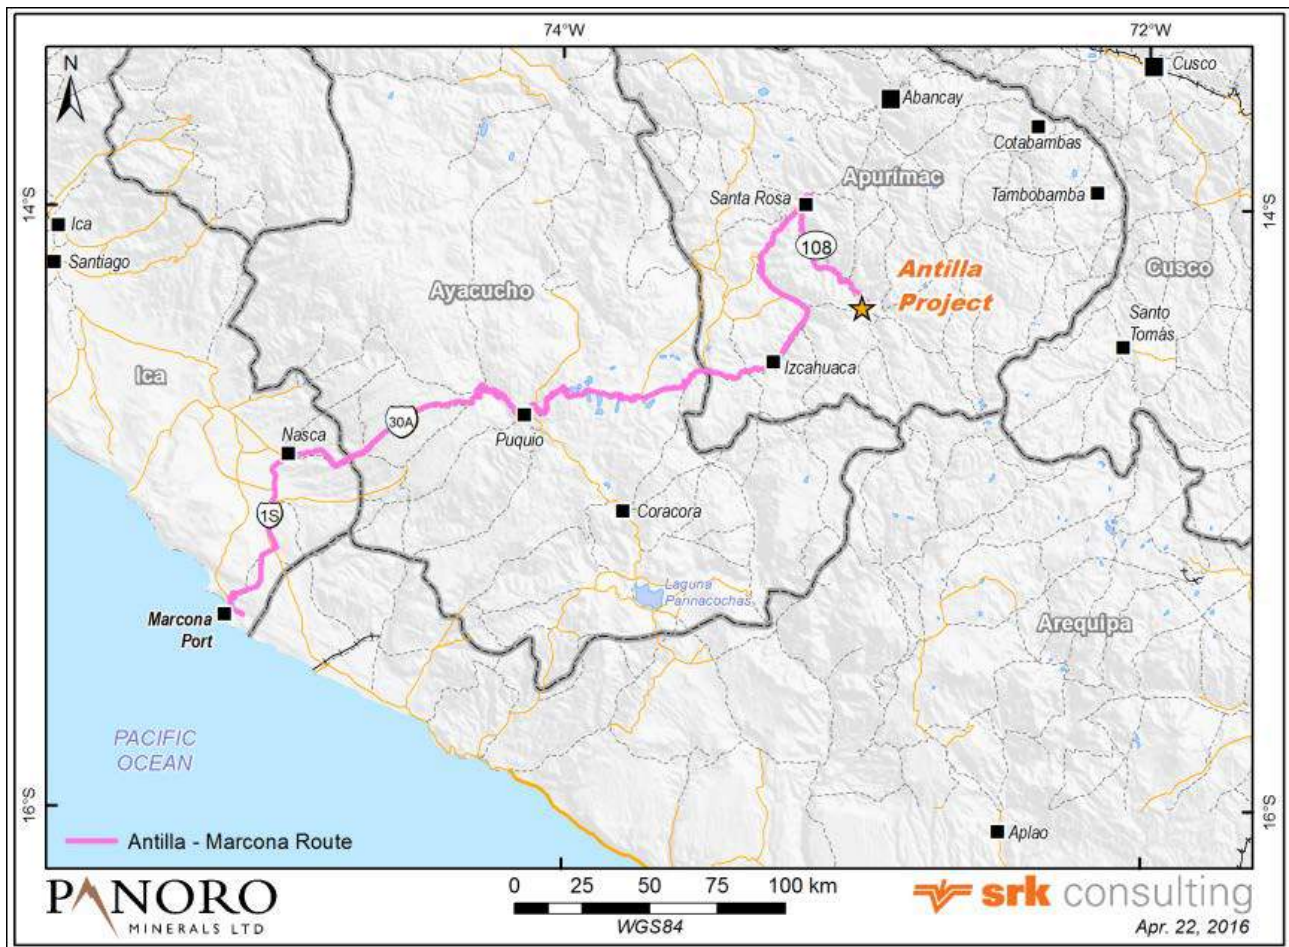 74°W
72°W
N
Cusco
Abancay
Cotabambas
Apurímac
Tambobamba
Santa Rosa
14°S
14°S
Ica
Santiago
108
Antilla
Project
Cusco
Ayacucho
Santo
Tomás
Ica
Izcahuaca
30A
Nasca
Puquio
1S
Coracora
Laguna
Parinacochas
Marcona
Port
Arequipa
PACIFIC
OCEAN
16°S
16°S
Aplao
Antilla - Marcona Route
PANORO
MINERALS LTD
0 25 50 75 100 km
WGS84
srk consulting
Apr. 22, 2016